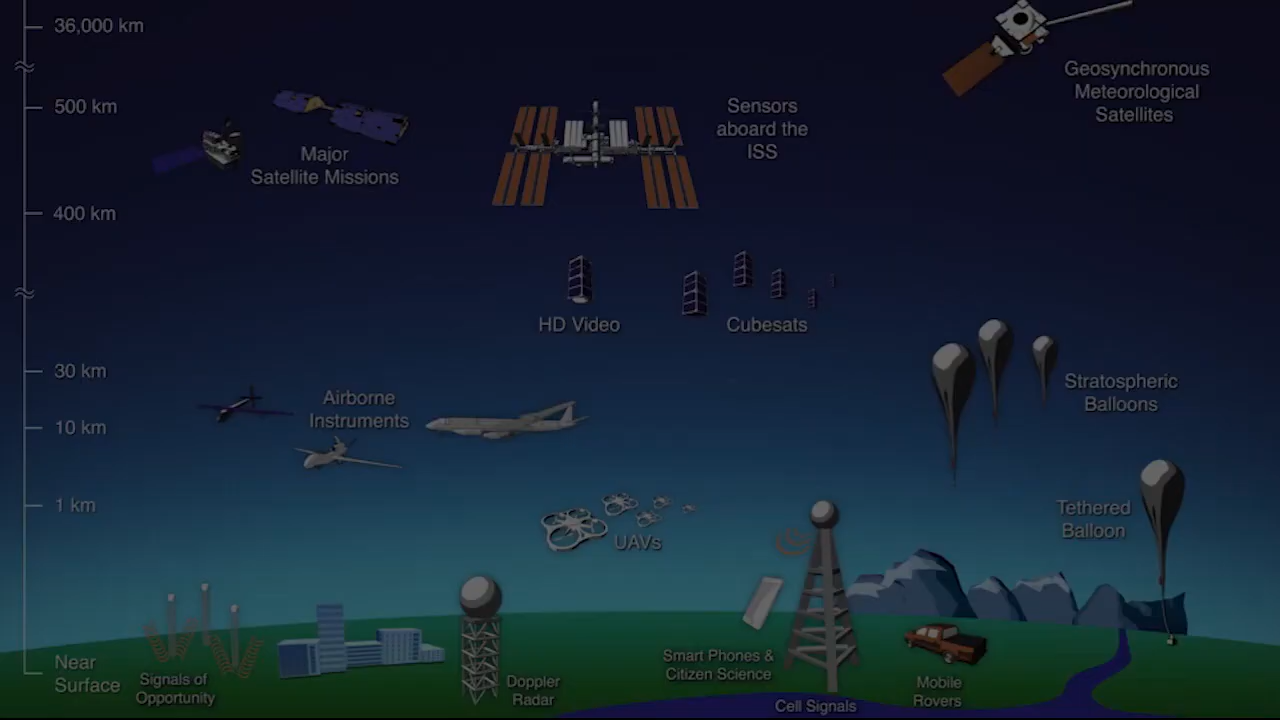 36,000 km
500 km
400 km
30 km
10 km
1 km
Near
Surface
Geosynchronous
Meteorological
Satellites
Sensors
aboard the
ISS
Major
Satellite Missions
HD Video
Cubesats
Stratospheric
Balloons
Airborne
Instruments
Tethered
Balloon
UAVs
Signals of
Opportunity
Doppler
Radar
Smart Phones &
Citizen Science
Cell Signals
Mobile
Rovers